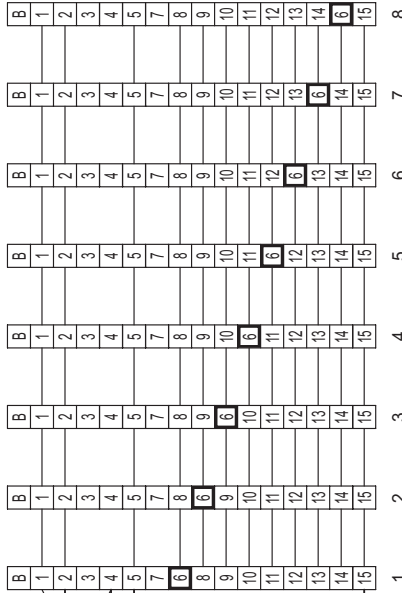 B B B B B B B B
1 1 1 1 1 1 1 1
2 2 2 2 2 2 2 2
3 3 3 3 3 3 3 3
4 4 4 4 4 4 4 4
5 5 5 5 5 5 5 5
7 7 7 7 7 7 7 7
6 8 8 8 8 8 8 8
8 6 9 9 9 9 9 9
9 9 6 10 10 10 10 10
10 10 10 6 11 11 11 11
11 11 11 11 6 12 12 12
12 12 12 12 12 6 13 13
13 13 13 13 13 13 6 14
14 14 14 14 14 14 14 6
15 15 15 15 15 15 15 15
1 2 3 4 5 6 7 8